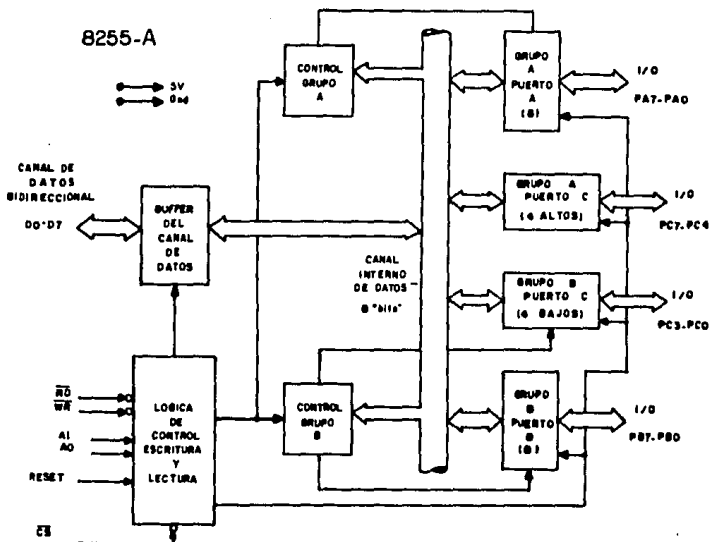 8255-A
5V
Gnd
CANAL DE
DATOS
BIDIRECCIONAL
D0-D7
BUFFER
DEL
CANAL
DE
DATOS
CONTROL
GRUPO
A
GRUPO
A
PUERTO
A
(8)
I/O
PA7-PA0
GRUPO A
PUERTO C
(4 ALTOS)
I/O
PC7-PC4
CANAL
INTERNO
DE DATOS
8 "bits"
GRUPO B
PUERTO C
(4 BAJOS)
I/O
PC3-PC0
RD
WR
A1
A0
RESET
CS
LOGICA
DE
CONTROL
ESCRITURA
Y
LECTURA
CONTROL
GRUPO
B
GRUPO
B
PUERTO
B
(8)
I/O
PB7-PB0